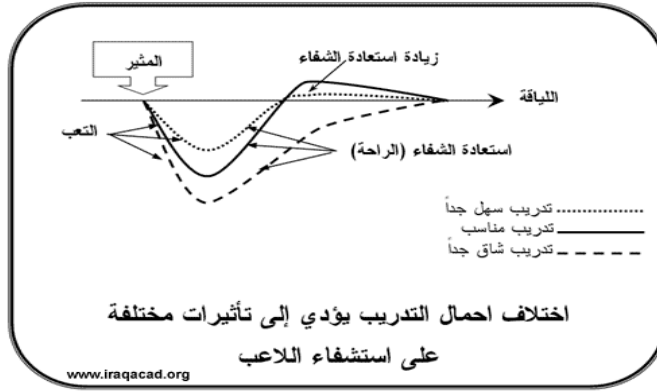 المثير
زيادة استعادة الشفاء
اللياقة
التعب
استعادة الشفاء (الراحة)
تدريب سهل جداً
تدريب مناسب
تدريب شاق جداً
اختلاف احمال التدريب يؤدي إلى تأثيرات مختلفة
على استشفاء اللاعب
www.iraqacad.org